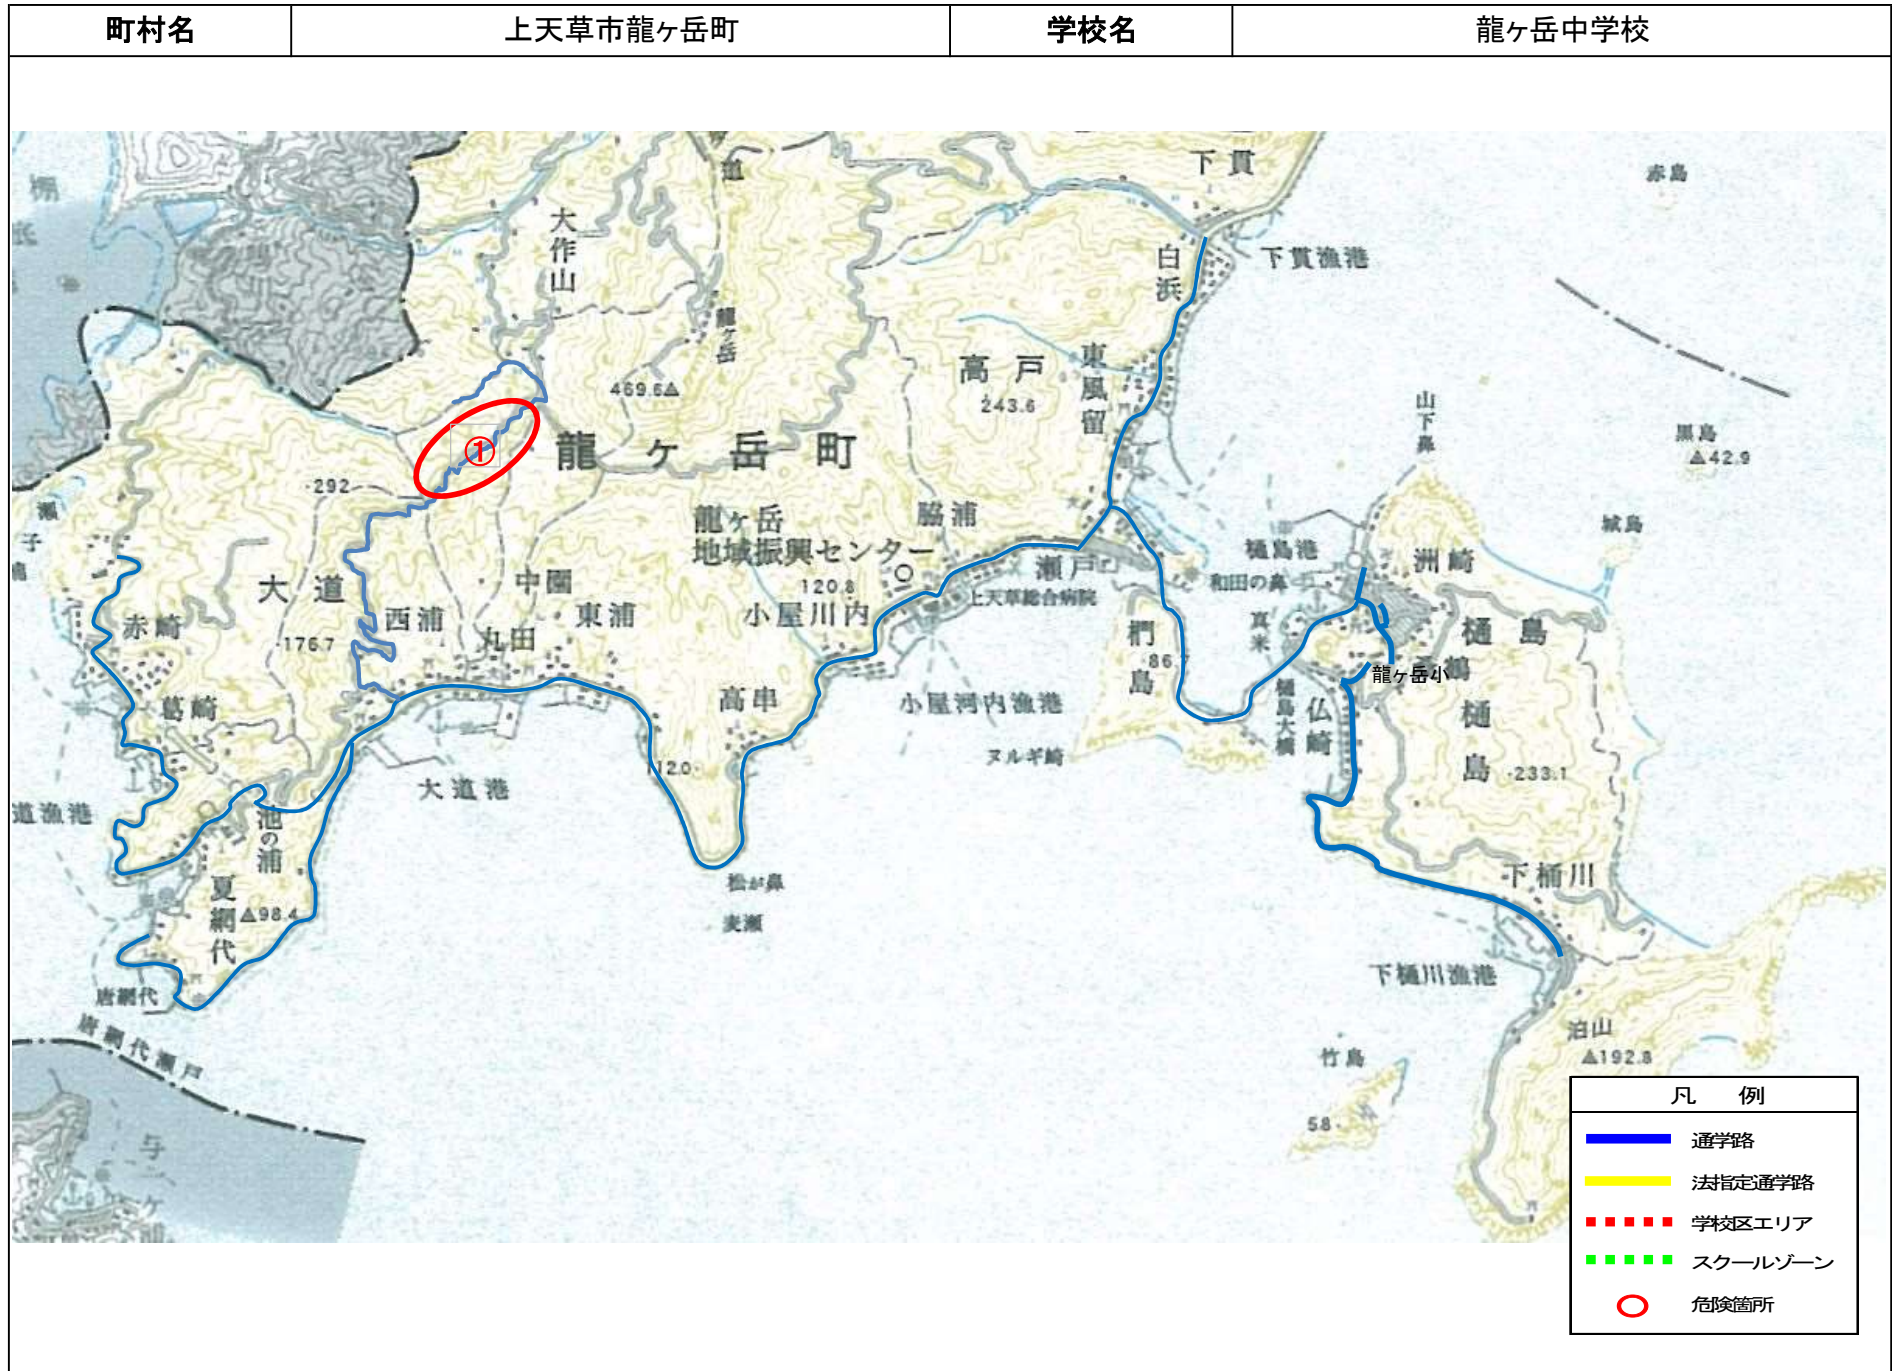 町村名 上天草市龍ヶ岳町 学校名 龍ヶ岳中学校
下貫
赤島
道
大作山
白浜
下貫漁港
龍ヶ岳
469.6
高戸
243.6
東風留
山下鼻
黒島
42.9
①
龍ヶ岳町
292
龍ヶ岳
地域振興センター
脇浦
城島
樋島港
洲崎
瀬戸
和田の鼻
大道
中園
120.8
上天草総合病院
赤崎
西浦
東浦
小屋川内
椚島
86
真米
樋島
176.7
丸田
龍ヶ岳小
葛崎
高串
小屋河内漁港
樋島大橋
仏崎
樋島
ヌルギ崎
120
233.1
大道港
道漁港
池の浦
下桶川
夏網代
98.4
松が鼻
麦瀬
下樋川漁港
唐網代
唐網代瀬戸
泊山
192.8
竹島
58
凡 例
通学路
法指定通学路
学校区エリア
スクールゾーン
危険箇所